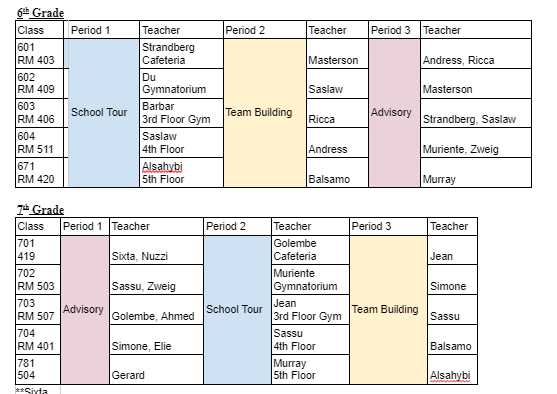 6th Grade
Class Period 1 Teacher Period 2 Teacher Period 3 Teacher
601
RM 403
School Tour
Strandberg
Cafeteria
Team Building
Masterson
Advisory
Andress, Ricca
602
RM 409
Du
Gymnatorium
Saslaw
Masterson
603
RM 406
Barbar
3rd Floor Gym
Ricca
Strandberg, Saslaw
604
RM 511
Saslaw
4th Floor
Andress
Muriente, Zweig
671
RM 420
Alsahybi
5th Floor
Balsamo
Murray
7th Grade
Class Period 1 Teacher Period 2 Teacher Period 3 Teacher
701
419
Advisory
Sixta, Nuzzi
School Tour
Golembe
Cafeteria
Team Building
Jean
702
RM 503
Sassu, Zweig
Muriente
Gymnatorium
Simone
703
RM 507
Golembe, Ahmed
Jean
3rd Floor Gym
Sassu
704
RM 401
Simone, Elie
Sassu
4th Floor
Balsamo
781
504
Gerard
Murray
5th Floor
Alsahybi
**Sixta